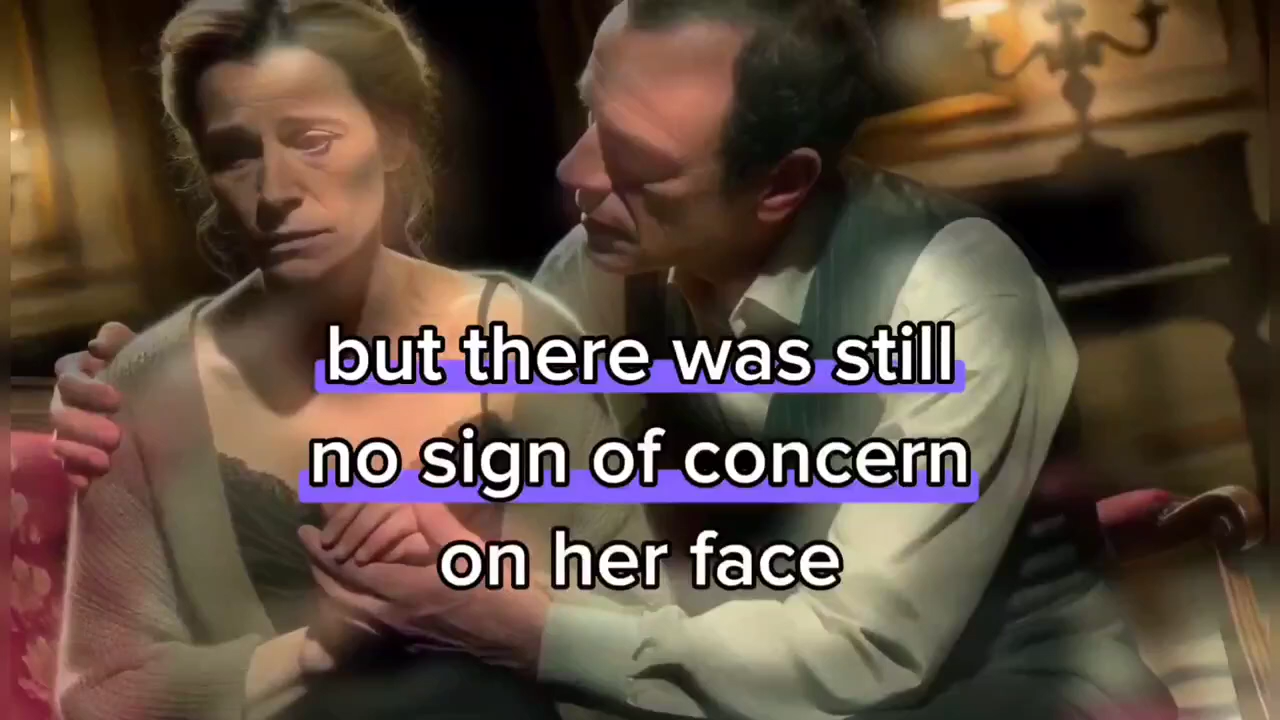 but there was still
no sign of concern
on her face